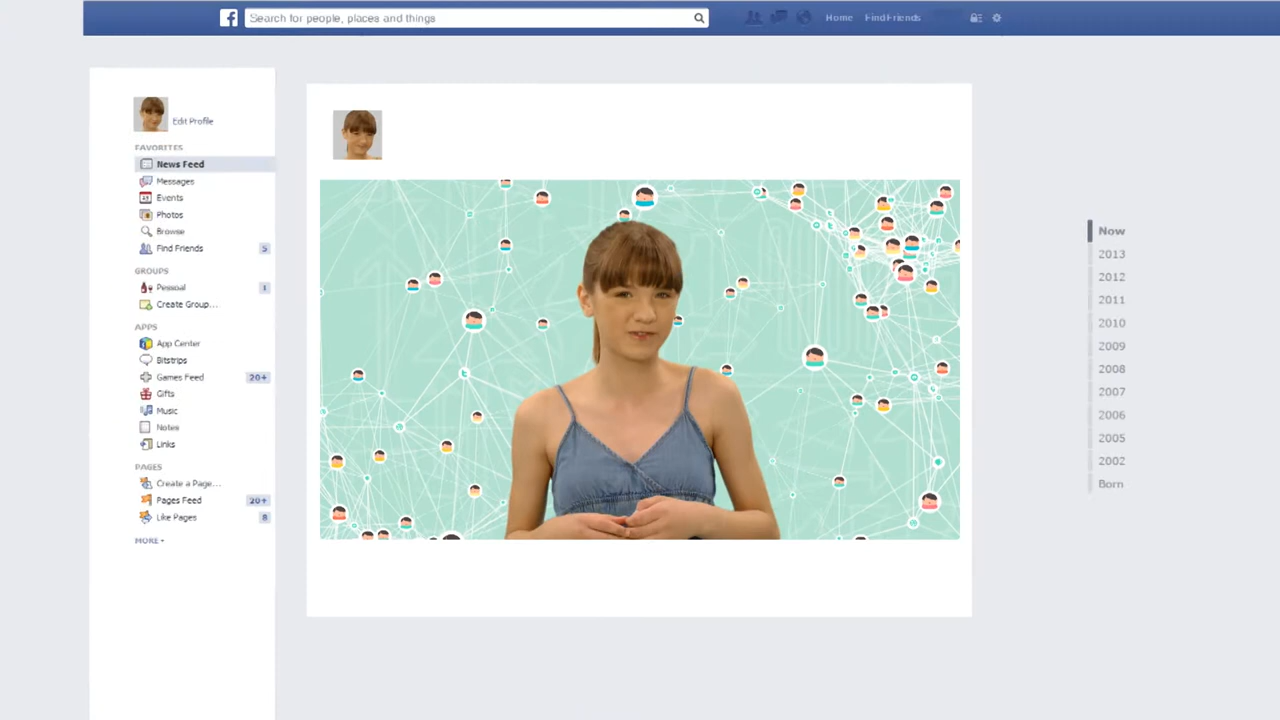 f Search for people, places and things
Home Find Friends
Edit Profile
FAVORITES
News Feed
Messages
Events
Photos
Browse
Find Friends 5
GROUPS
Pessoal 1
Create Group...
APPS
App Center
Bitstrips
Games Feed 20+
Gifts
Music
Notes
Links
PAGES
Create a Page...
Pages Feed 20+
Like Pages 8
MORE
Now
2013
2012
2011
2010
2009
2008
2007
2006
2005
2002
Born